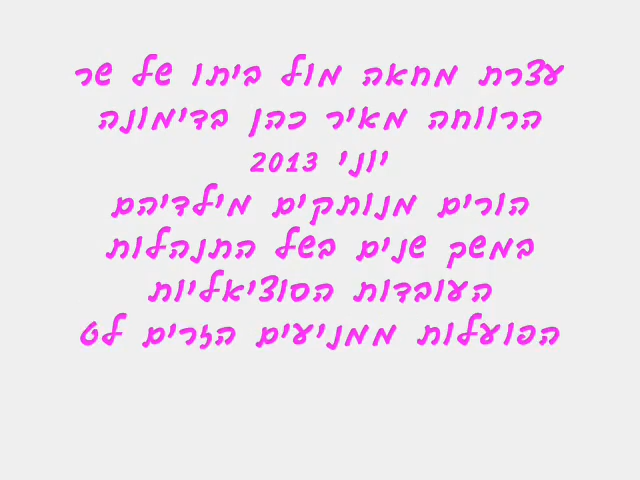 עצרת מחאה מול ביתו של שר
הרווחה מאיר כהן בדימונה
יוני 2013
הורים מנותקים מילדיהם
במשך שנים בשל התנהלות
העובדות הסוציאליות
הפועלות ממניעים הזרים לט